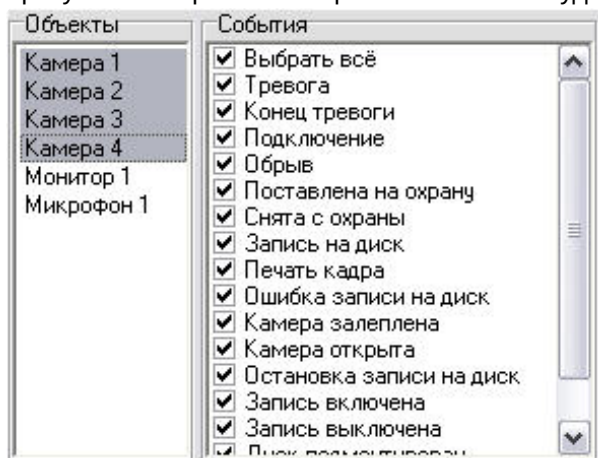 Объекты
Камера 1
Камера 2
Камера 3
Камера 4
Монитор 1
Микрофон 1
События
Выбрать всё
Тревога
Конец тревоги
Подключение
Обрыв
Поставлена на охрану
Снята с охраны
Запись на диск
Печать кадра
Ошибка записи на диск
Камера залеплена
Камера открыта
Остановка записи на диск
Запись включена
Запись выключена